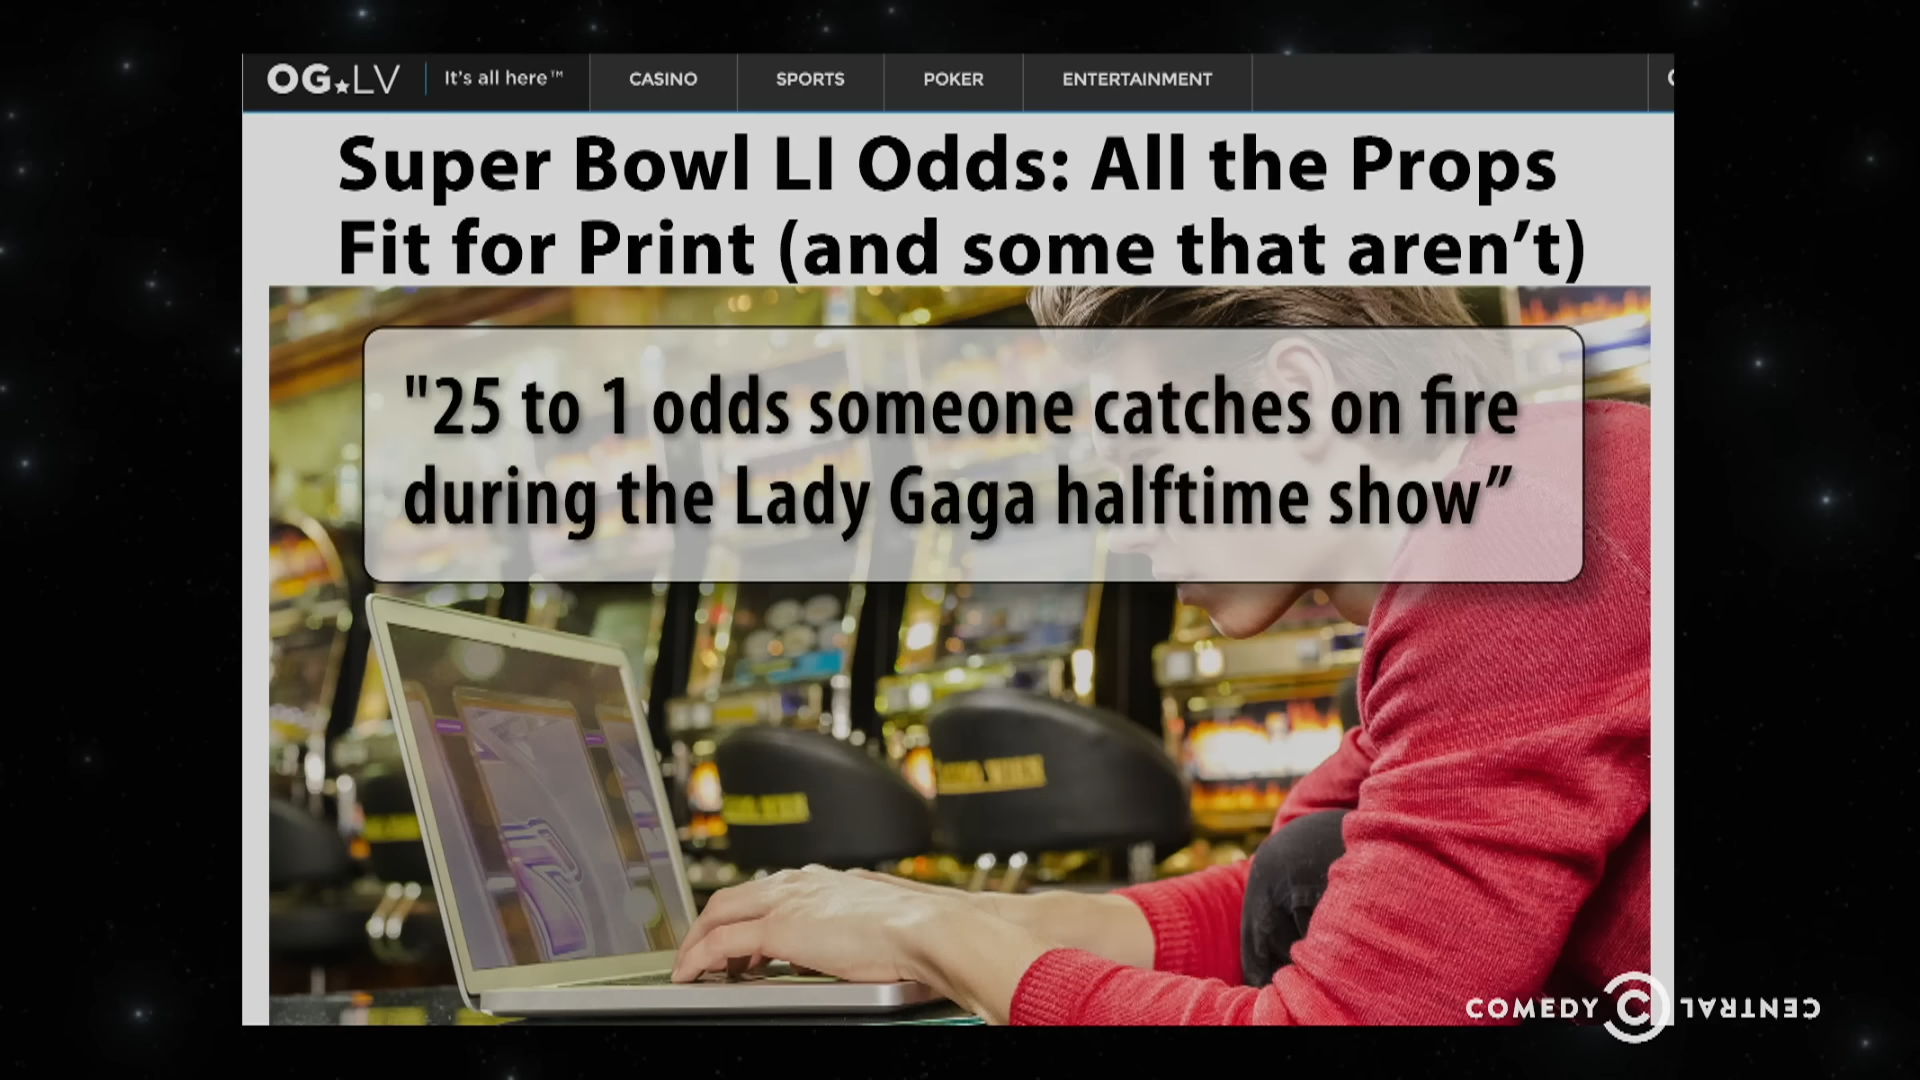 OG★LV It's all here™ CASINO SPORTS POKER ENTERTAINMENT
Super Bowl LI Odds: All the Props
Fit for Print (and some that aren't)
"25 to 1 odds someone catches on fire
during the Lady Gaga halftime show”
COMEDY C CENTRAL